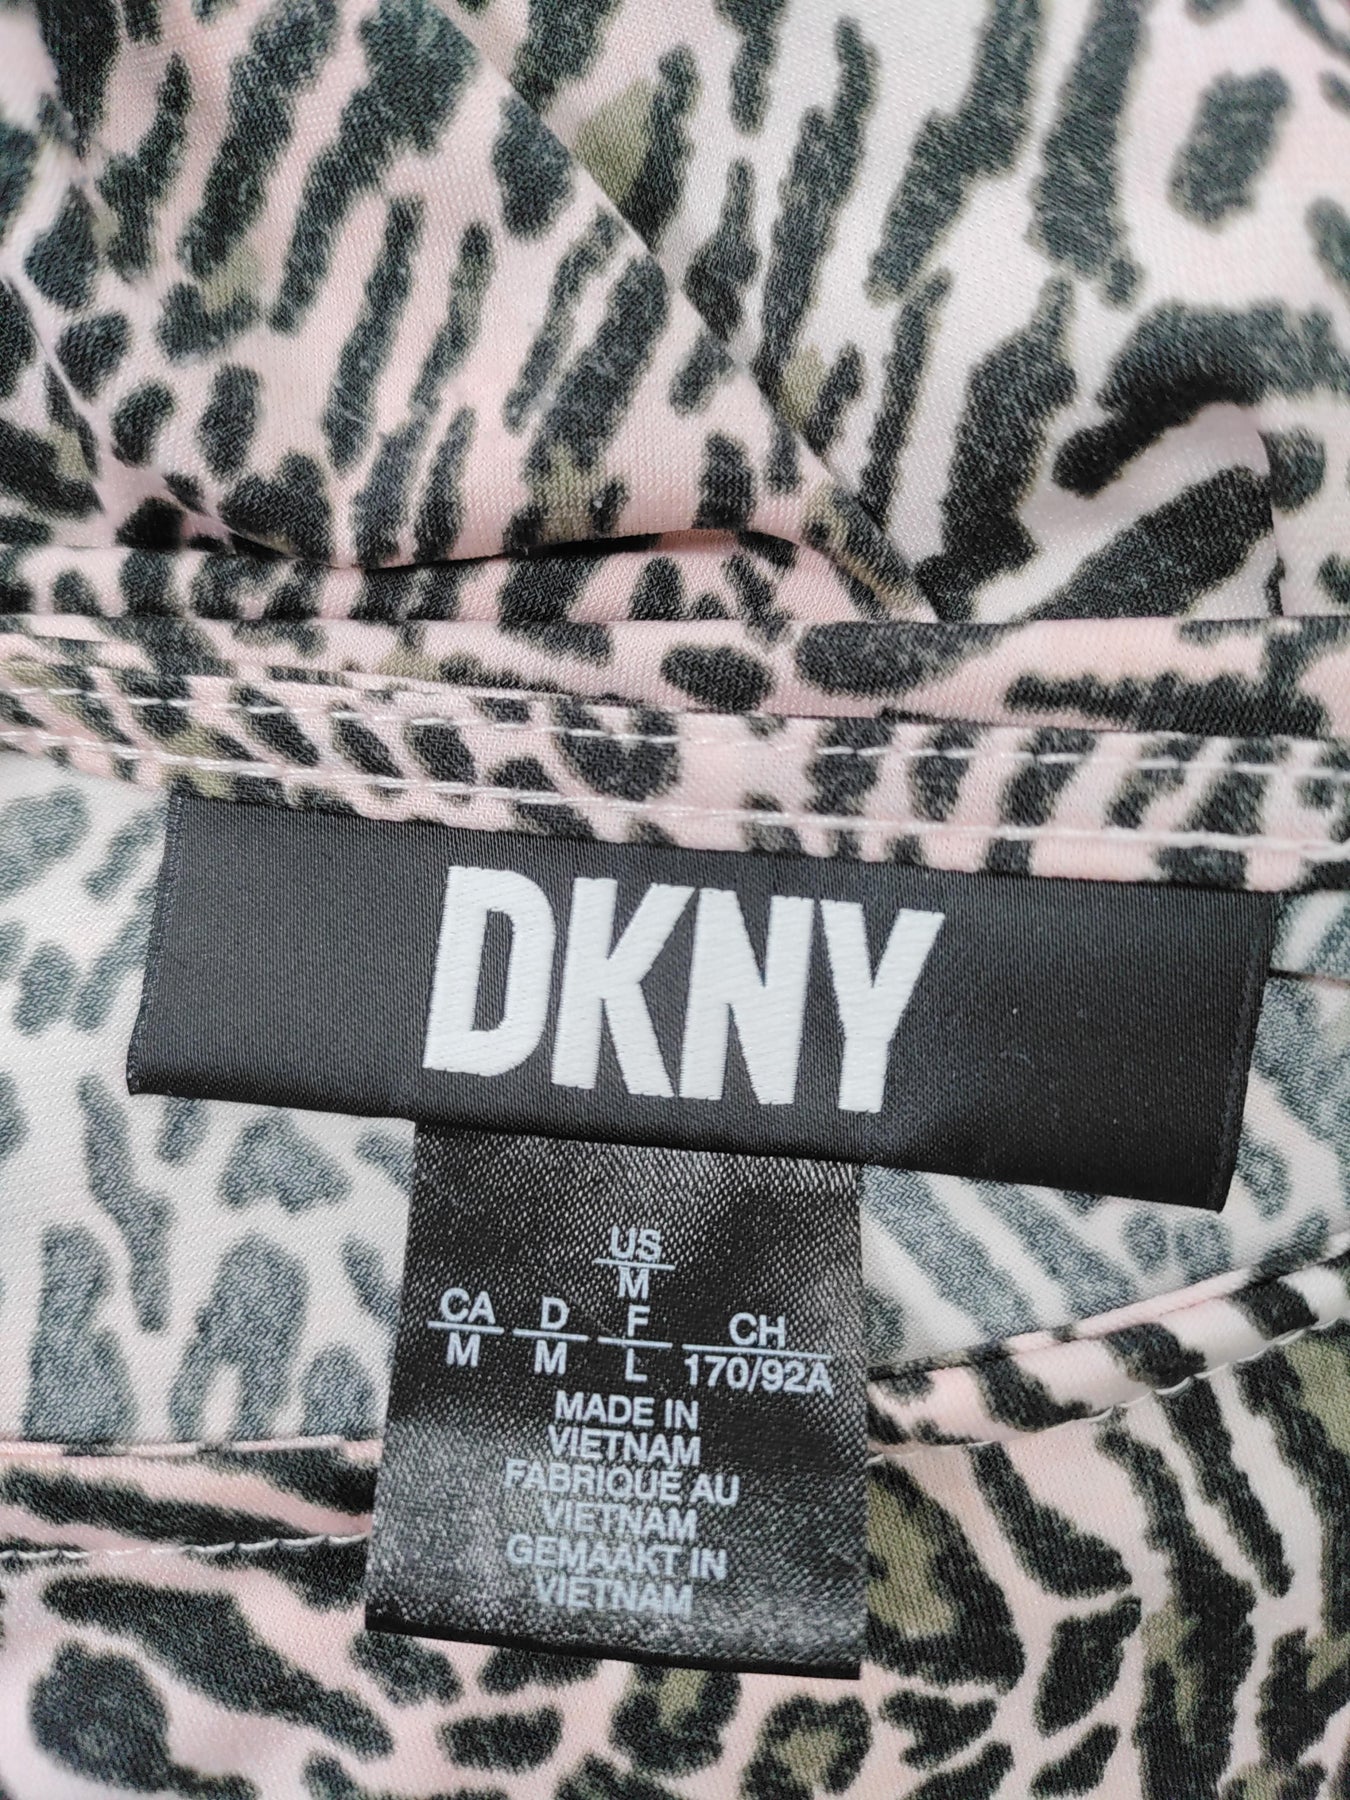 DKNY
US
M
CA D F CH
M M L 170/92A
MADE IN
VIETNAM
FABRIQUE AU
VIETNAM
GEMAAKT IN
VIETNAM